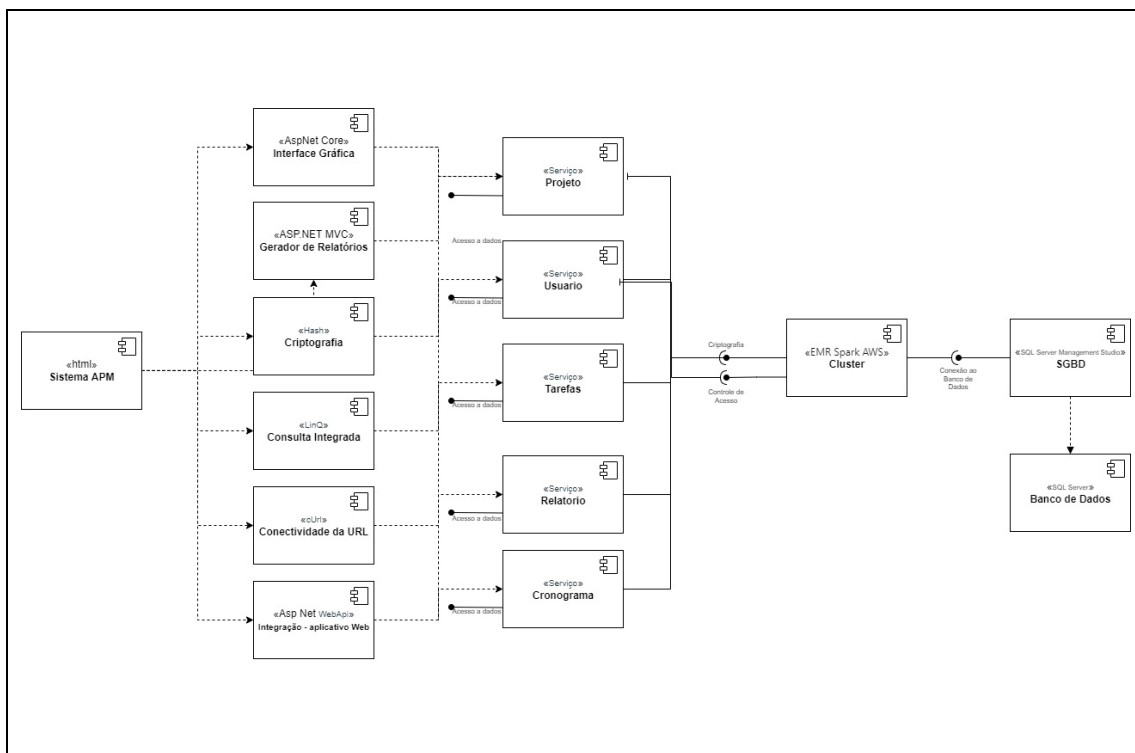 «AspNet Core»
Interface Gráfica
«ASP.NET MVC»
Gerador de Relatórios
«Hash»
Criptografia
«html»
Sistema APM
«LinQ»
Consulta Integrada
«cUrl»
Conectividade da URL
«Asp Net WebApi»
Integração - aplicativo Web
«Serviço»
Projeto
Acesso a dados
«Serviço»
Usuario
Acesso a dados
«Serviço»
Tarefas
Acesso a dados
«Serviço»
Relatorio
Acesso a dados
«Serviço»
Cronograma
Acesso a dados
Criptografia
Controle de
Acesso
«EMR Spark AWS»
Cluster
Conexão ao
Banco de
Dados
«SQL Server Management Studio»
SGBD
«SQL Server»
Banco de Dados